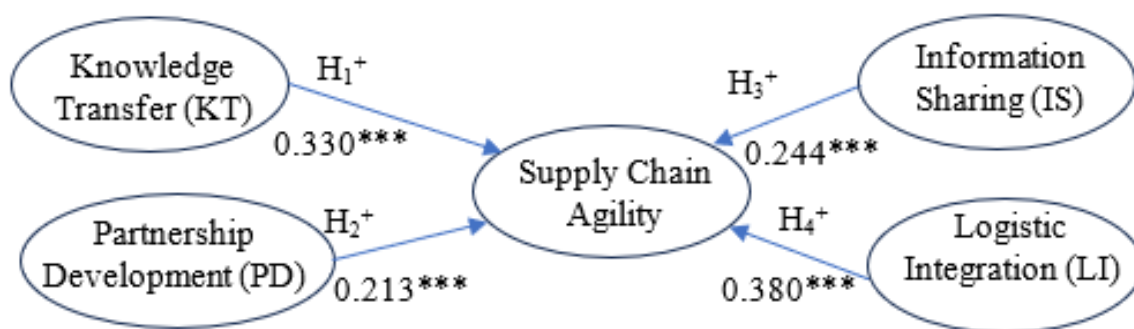 Knowledge
Transfer (KT)
H₁⁺
0.330***
Information
Sharing (IS)
H₃⁺
0.244***
Supply Chain
Agility
Partnership
Development (PD)
H₂⁺
0.213***
Logistic
Integration (LI)
H₄⁺
0.380***